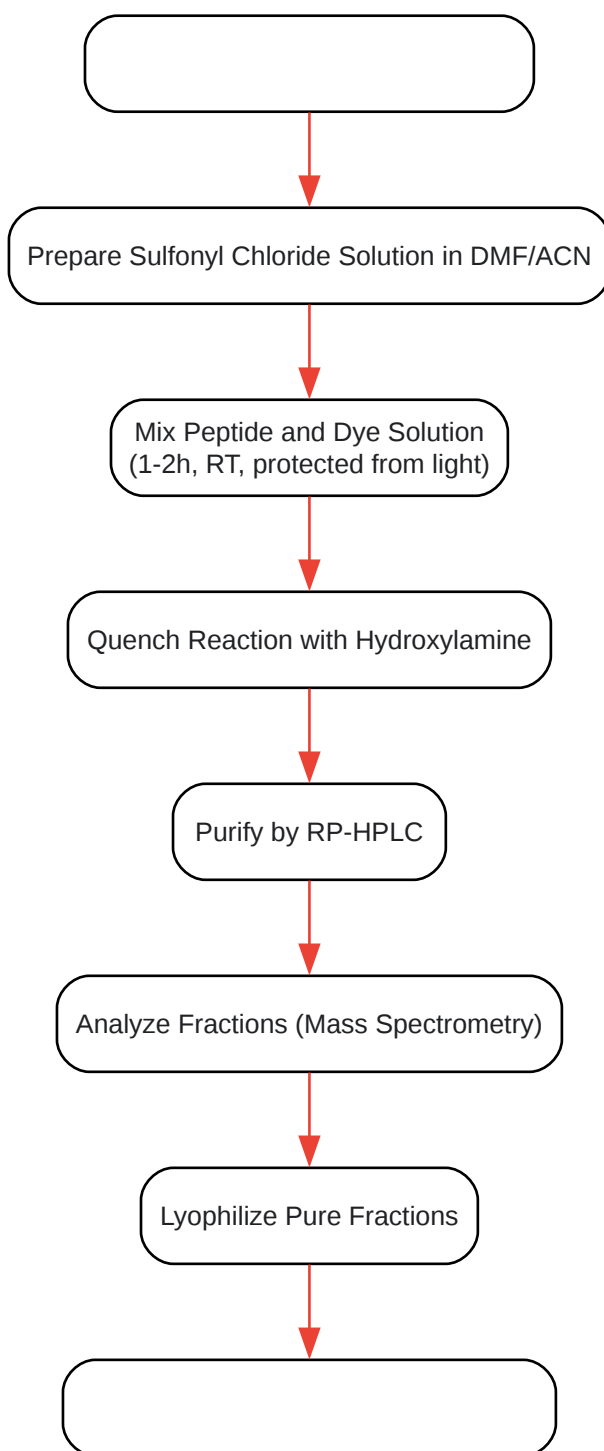 Prepare Sulfonyl Chloride Solution in DMF/ACN
Mix Peptide and Dye Solution
(1-2h, RT, protected from light)
Quench Reaction with Hydroxylamine
Purify by RP-HPLC
Analyze Fractions (Mass Spectrometry)
Lyophilize Pure Fractions